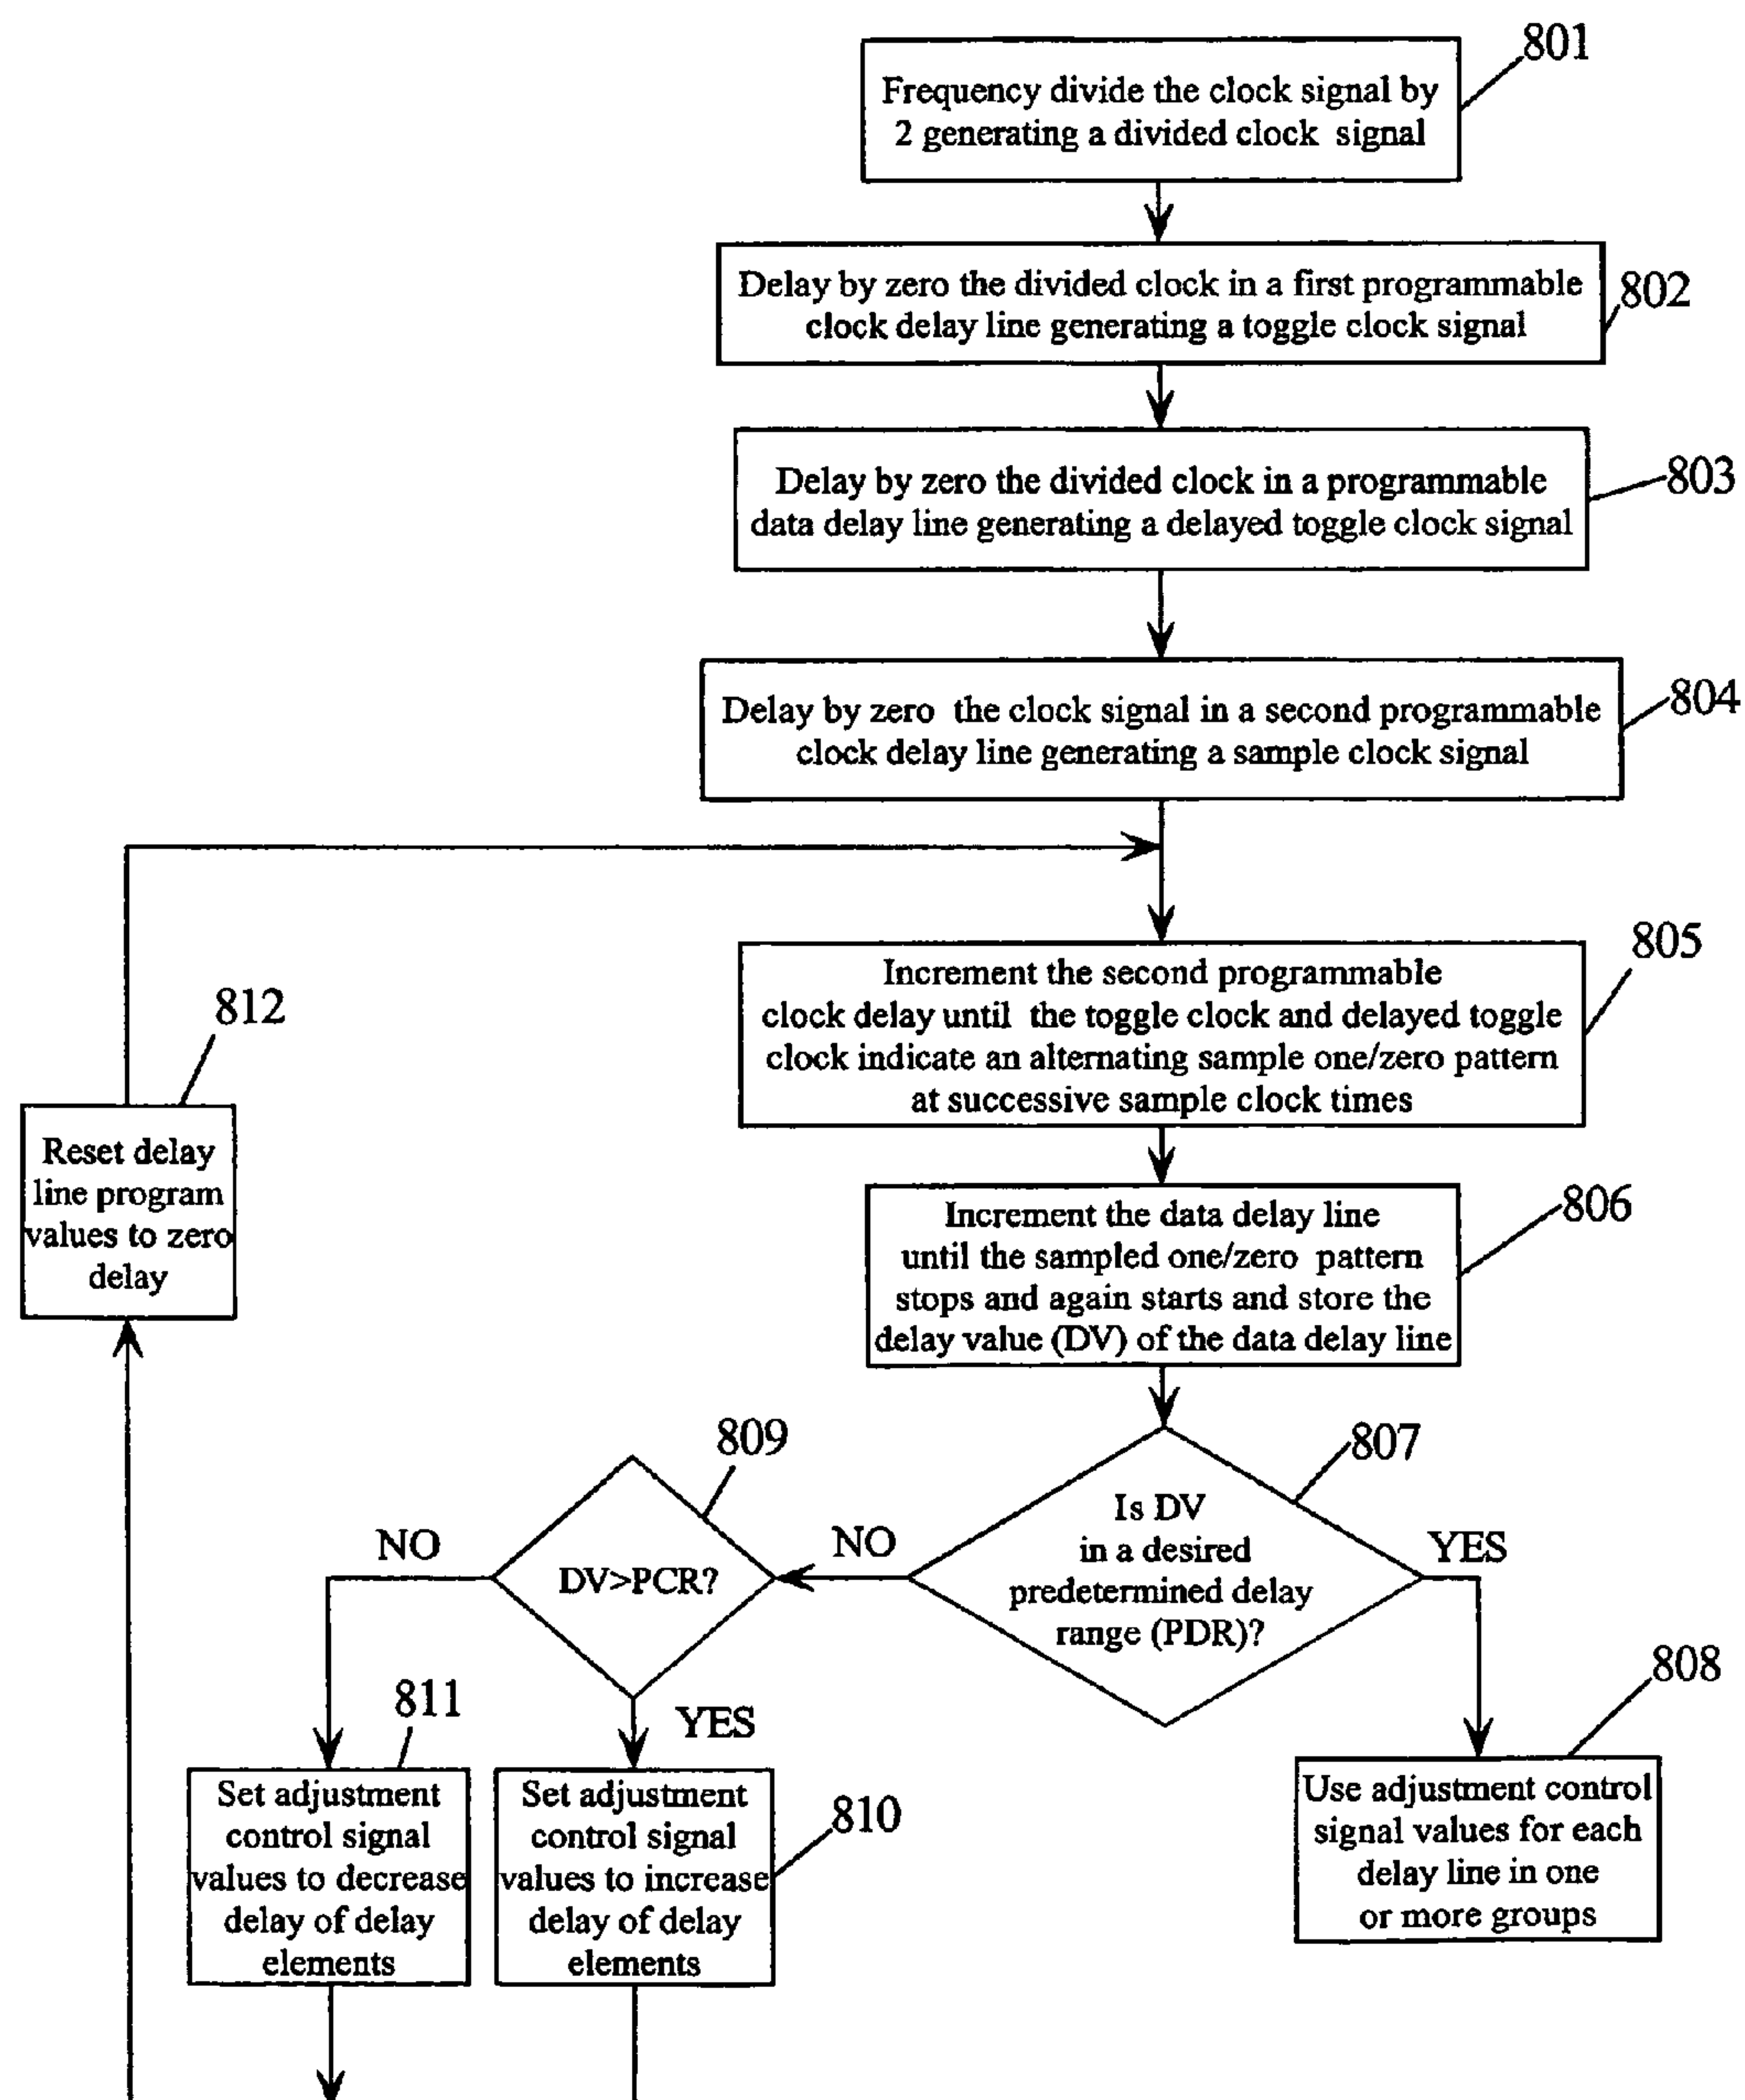 801
Frequency divide the clock signal by
2 generating a divided clock signal
Delay by zero the divided clock in a first programmable
clock delay line generating a toggle clock signal
802
Delay by zero the divided clock in a programmable
data delay line generating a delayed toggle clock signal
803
Delay by zero the clock signal in a second programmable
clock delay line generating a sample clock signal
804
805
Increment the second programmable
clock delay until the toggle clock and delayed toggle
clock indicate an alternating sample one/zero pattern
at successive sample clock times
812
Reset delay
line program
values to zero
delay
806
Increment the data delay line
until the sampled one/zero pattern
stops and again starts and store the
delay value (DV) of the data delay line
807
Is DV
in a desired
predetermined delay
range (PDR)?
YES
NO
809
DV>PCR?
NO
YES
808
Use adjustment control
signal values for each
delay line in one
or more groups
811
Set adjustment
control signal
values to decrease
delay of delay
elements
810
Set adjustment
control signal
values to increase
delay of delay
elements